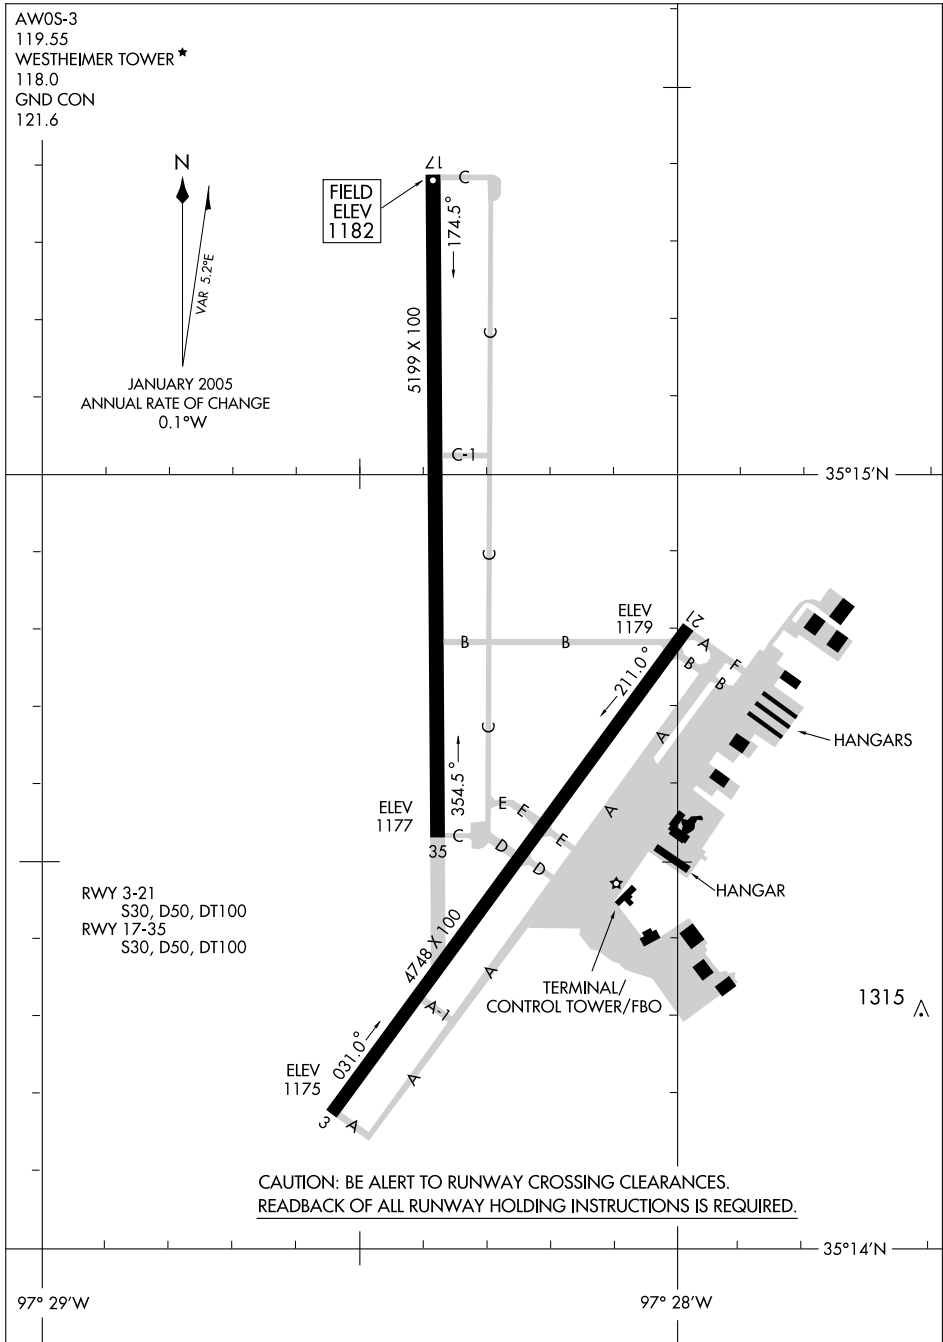 AWOS-3
119.55
WESTHEIMER TOWER
118.0
GND CON
121.6
N
VAR 5.2°E
JANUARY 2005
ANNUAL RATE OF CHANGE
0.1°W
FIELD
ELEV
1182
17
C
174.5°
5199 X 100
C
C-1
35°15'N
C
ELEV
1179
21
B
B
A
F
B
B
211.0°
A
C
HANGARS
354.5°
ELEV
1177
E
E
E
A
35
C
D
D
HANGAR
RWY 3-21
S30, D50, DT100
RWY 17-35
S30, D50, DT100
4748 X 100
A
TERMINAL/
CONTROL TOWER/FBO
1315
A-1
031.0°
ELEV
1175
A
3
A
CAUTION: BE ALERT TO RUNWAY CROSSING CLEARANCES.
READBACK OF ALL RUNWAY HOLDING INSTRUCTIONS IS REQUIRED.
35°14'N
97° 29'W
97° 28'W